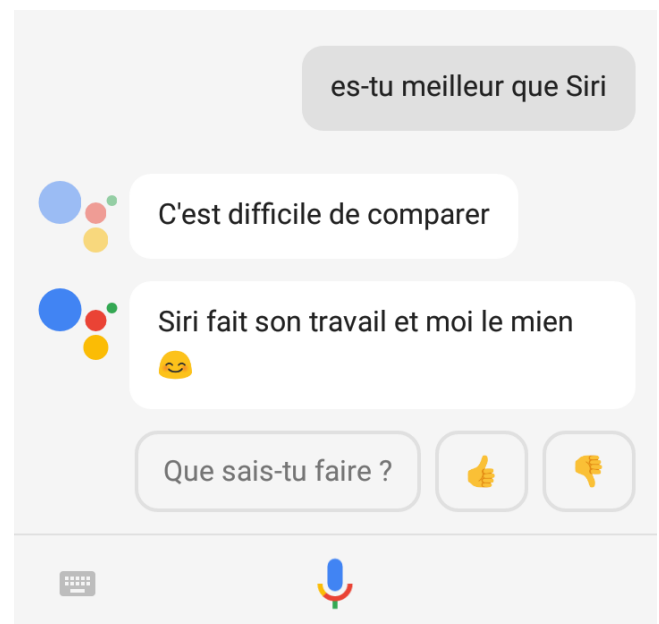 es-tu meilleur que Siri
C'est difficile de comparer
Siri fait son travail et moi le mien
😊
Que sais-tu faire ?
👍
👎